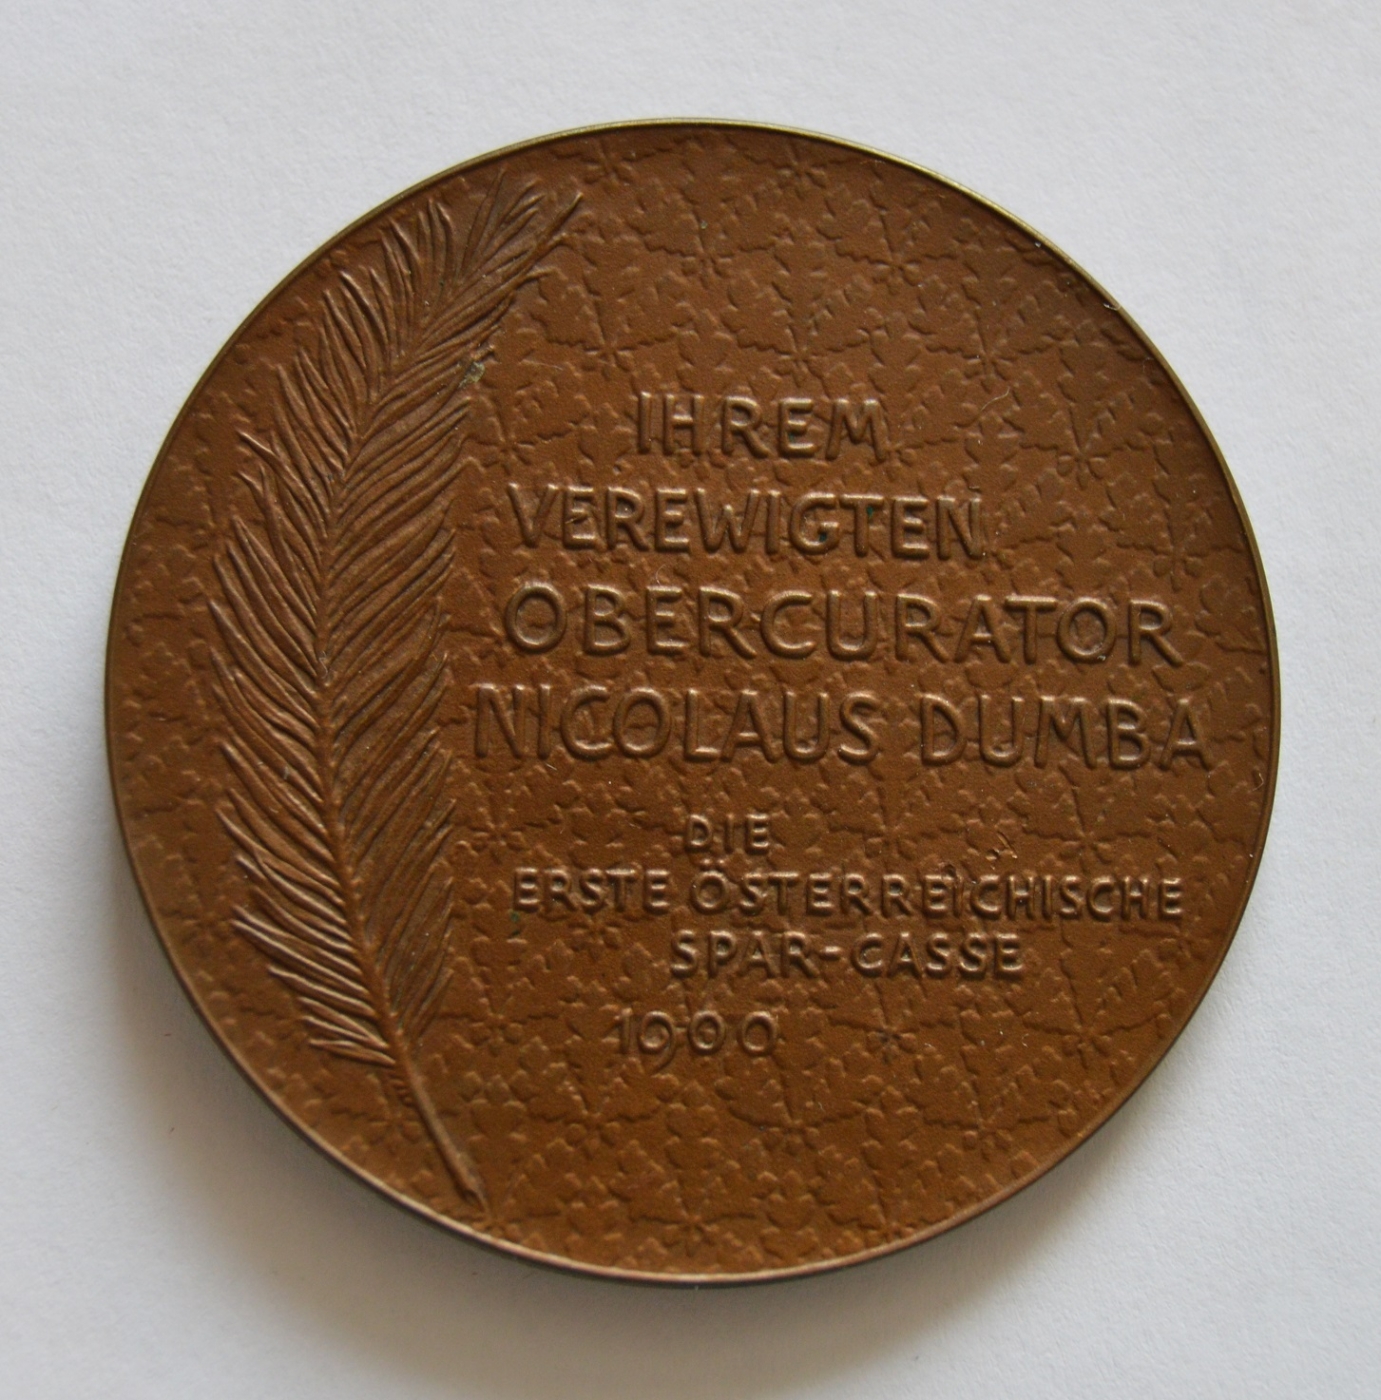 IHREM
VEREWIGTEN
OBERCURATOR
NICOLAUS DUMBA
DIE
ERSTE ÖSTERREICHISCHE
SPAR-CASSE
1900